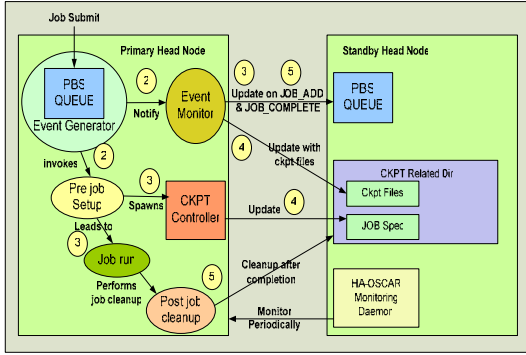 Job Submit
Primary Head Node
Standby Head Node
PBS
QUEUE
Event Generator
2
Notify
Event
Monitor
3
5
Update on JOB_ADD
& JOB_COMPLETE
PBS
QUEUE
invokes
2
4
Update with
ckpt files
CKPT Related Dir
Ckpt Files
Pre job
Setup
3
Spawns
CKPT
Controller
Update
4
JOB Spec
Leads to
3
Job run
Performs
job cleanup
5
Post job
cleanup
Cleanup after
completion
Monitor
Periodically
HA-OSCAR
Monitoring
Daemor